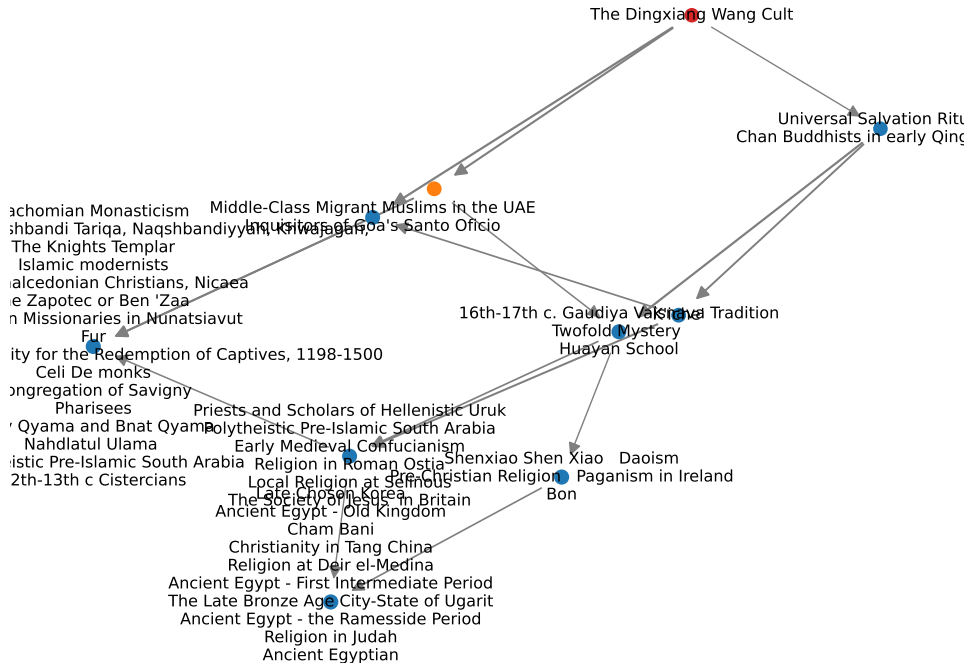 The Dingxiang Wang Cult
Universal Salvation Ritu
Chan Buddhists in early Qing
Middle-Class Migrant Muslims in the UAE
Inquisitors of Goa's Santo Oficio
achomian Monasticism
shbandi Tariqa, Naqshbandiyyah, Khwajagan,
The Knights Templar
Islamic modernists
alcedonian Christians, Nicaea
e Zapotec or Ben 'Zaa
n Missionaries in Nunatsiavut
Fur
ity for the Redemption of Captives, 1198-1500
Celi De monks
ongregation of Savigny
Pharisees
y Qyama and Bnat Qyama
Nahdlatul Ulama
eistic Pre-Islamic South Arabia
2th-13th c Cistercians
16th-17th c. Gaudiya Vaisnava Tradition
Twofold Mystery
Huayan School
Priests and Scholars of Hellenistic Uruk
Polytheistic Pre-Islamic South Arabia
Early Medieval Confucianism
Religion in Roman Ostia
Local Religion at Selinous
The Society of Jesus in Britain
Shenxiao Shen Xiao Daoism
Pre-Christian Religion Paganism in Ireland
Bon
Late Choson Korea
Ancient Egypt - Old Kingdom
Cham Bani
Christianity in Tang China
Religion at Deir el-Medina
Ancient Egypt - First Intermediate Period
The Late Bronze Age City-State of Ugarit
Ancient Egypt - the Ramesside Period
Religion in Judah
Ancient Egyptian